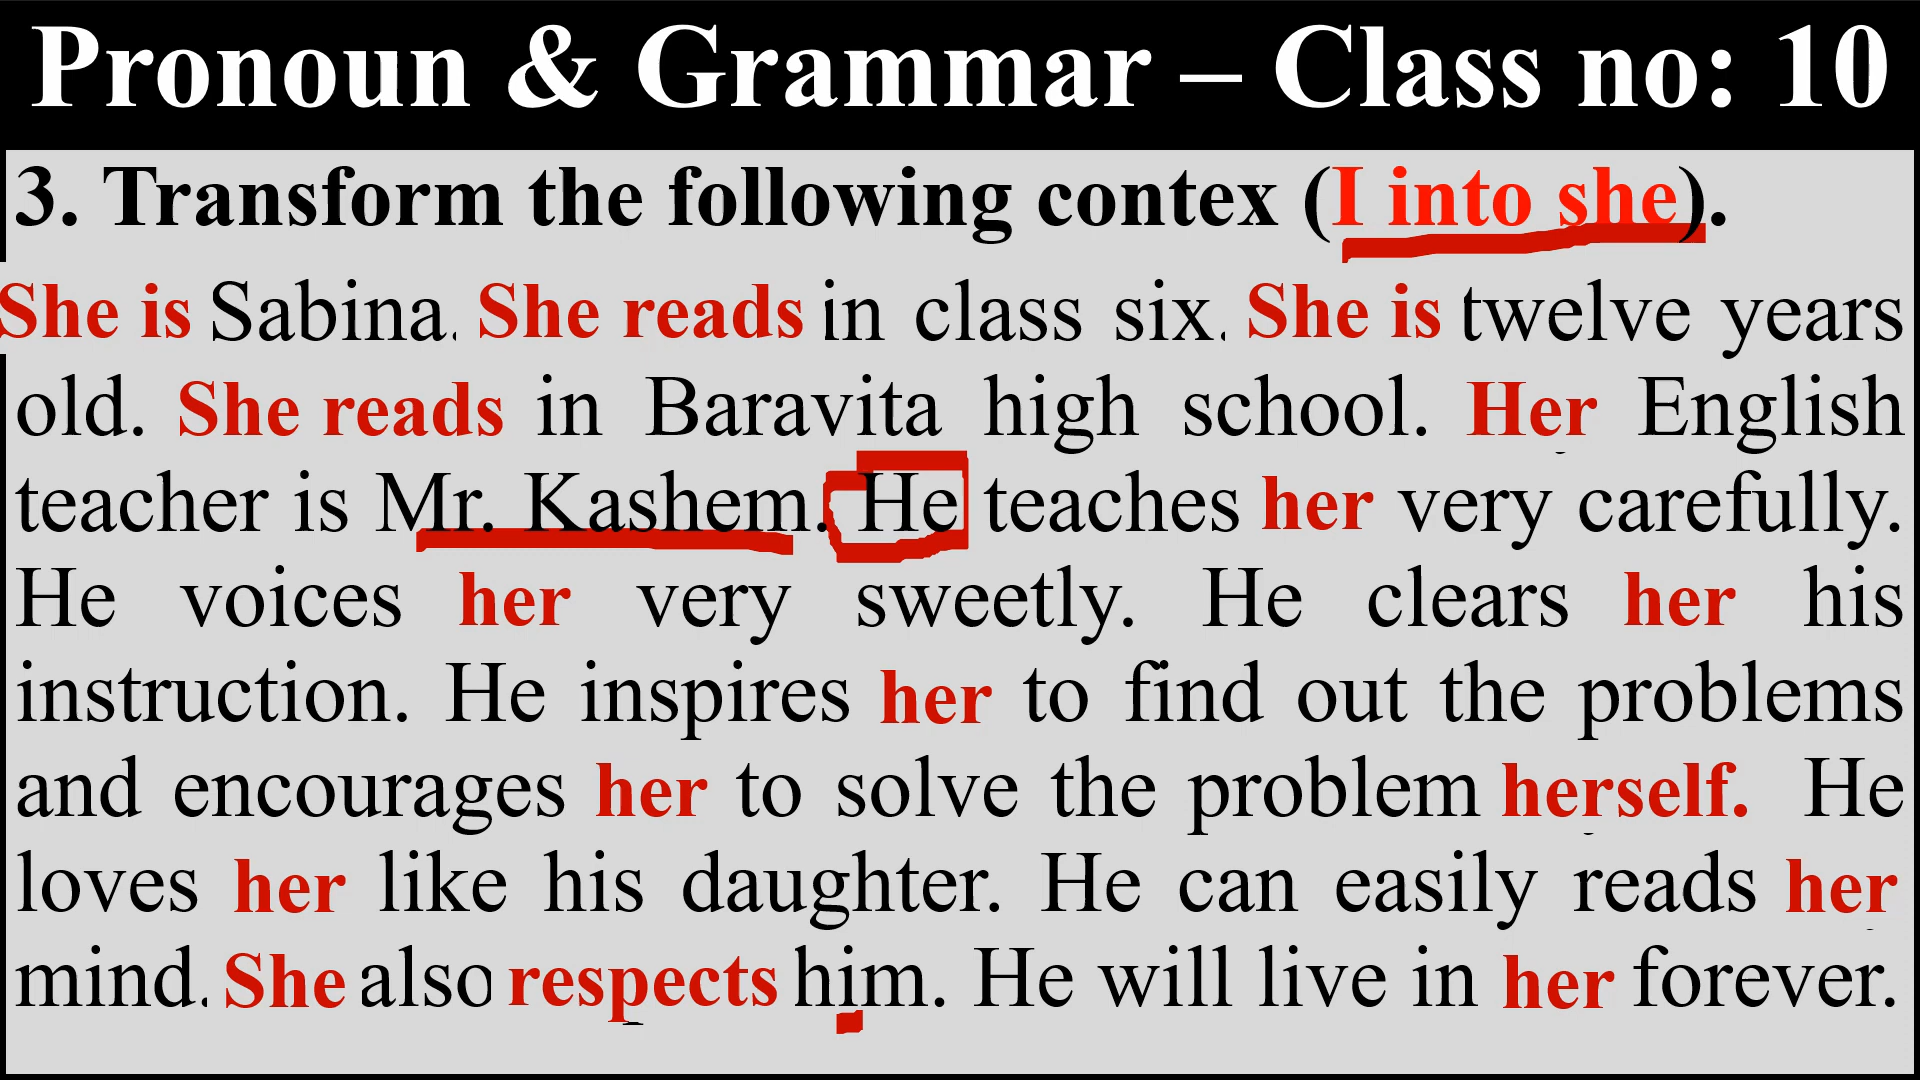 Pronoun & Grammar – Class no: 10
3. Transform the following contex (I into she).
She is Sabina. She reads in class six. She is twelve years
old. She reads in Baravita high school. Her English
teacher is Mr. Kashem. He teaches her very carefully.
He voices her very sweetly. He clears her his
instruction. He inspires her to find out the problems
and encourages her to solve the problem herself. He
loves her like his daughter. He can easily reads her
mind. She also respects him. He will live in her forever.